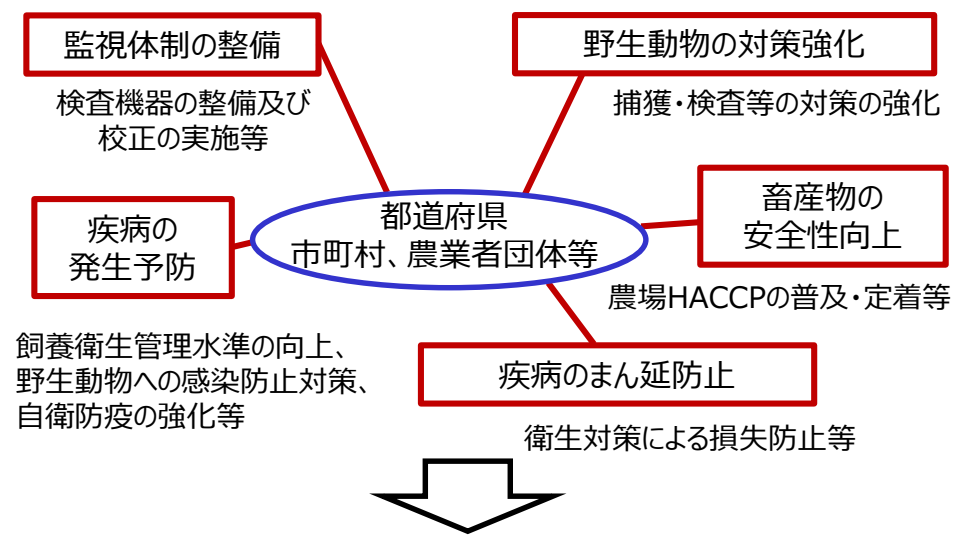 監視体制の整備
検査機器の整備及び
校正の実施等
野生動物の対策強化
捕獲・検査等の対策の強化
疾病の
発生予防
飼養衛生管理水準の向上、
野生動物への感染防止対策、
自衛防疫の強化等
都道府県
市町村、農業者団体等
畜産物の
安全性向上
農場HACCPの普及・定着等
疾病のまん延防止
衛生対策による損失防止等